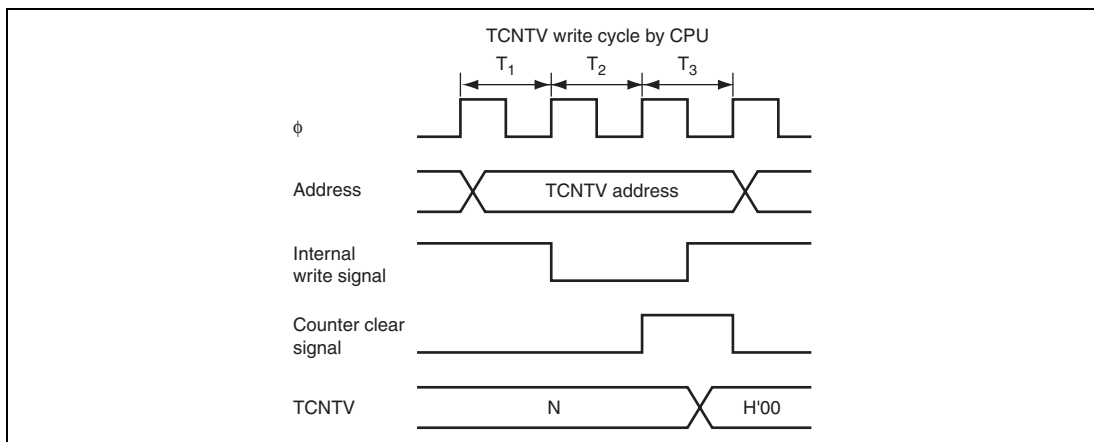 TCNTV write cycle by CPU
T1 T2 T3
φ
Address
TCNTV address
Internal
write signal
Counter clear
signal
TCNTV
N
H'00